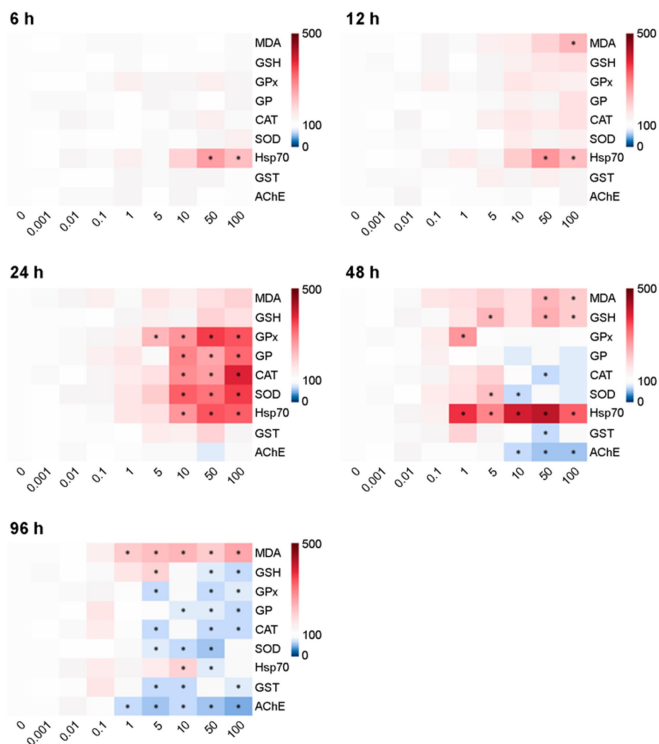 6 h
500
100
0
MDA
GSH
GPx
GP
CAT
SOD
Hsp70 * *
GST
AChE
0 0.001 0.01 0.1 1 5 10 50 100
12 h
500
100
0
MDA *
GSH
GPx
GP
CAT
SOD
Hsp70 * *
GST
AChE
0 0.001 0.01 0.1 1 5 10 50 100
24 h
500
100
0
MDA
GSH
GPx * * * *
GP * * *
CAT * * *
SOD * * *
Hsp70 * * *
GST
AChE
0 0.001 0.01 0.1 1 5 10 50 100
48 h
500
100
0
MDA * *
GSH * * *
GPx *
GP
CAT *
SOD * *
Hsp70 * * * * *
GST *
AChE * * *
0 0.001 0.01 0.1 1 5 10 50 100
96 h
500
100
0
MDA * * * * *
GSH * * *
GPx * * *
GP * * *
CAT * * *
SOD * * *
Hsp70 * *
GST * * *
AChE * * * * *
0 0.001 0.01 0.1 1 5 10 50 100